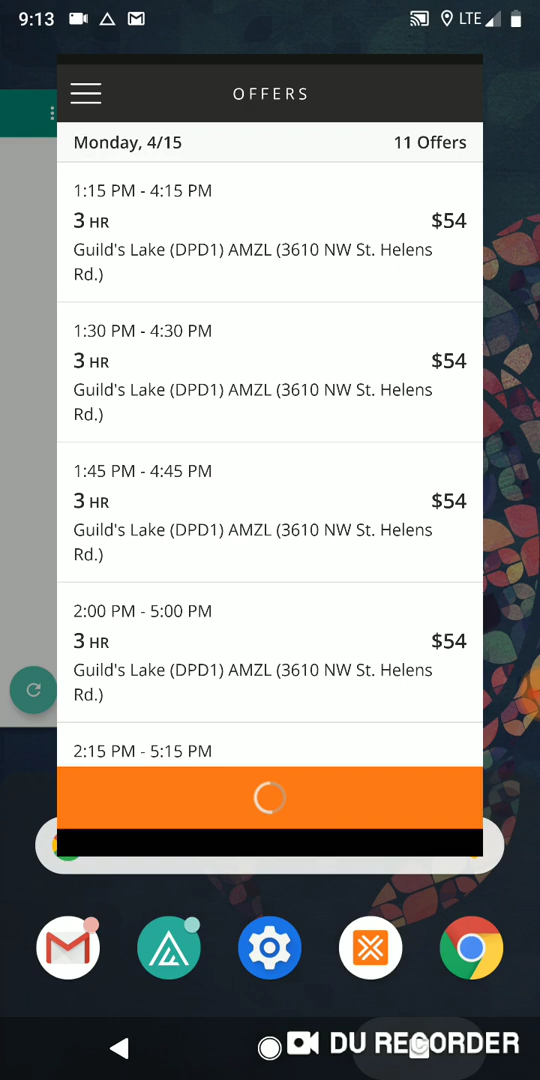 9:13
LTE
OFFERS
Monday, 4/15
11 Offers
1:15 PM - 4:15 PM
3 HR
$54
Guild's Lake (DPD1) AMZL (3610 NW St. Helens
Rd.)
1:30 PM - 4:30 PM
3 HR
$54
Guild's Lake (DPD1) AMZL (3610 NW St. Helens
Rd.)
1:45 PM - 4:45 PM
3 HR
$54
Guild's Lake (DPD1) AMZL (3610 NW St. Helens
Rd.)
2:00 PM - 5:00 PM
3 HR
$54
Guild's Lake (DPD1) AMZL (3610 NW St. Helens
Rd.)
2:15 PM - 5:15 PM
DU RECORDER